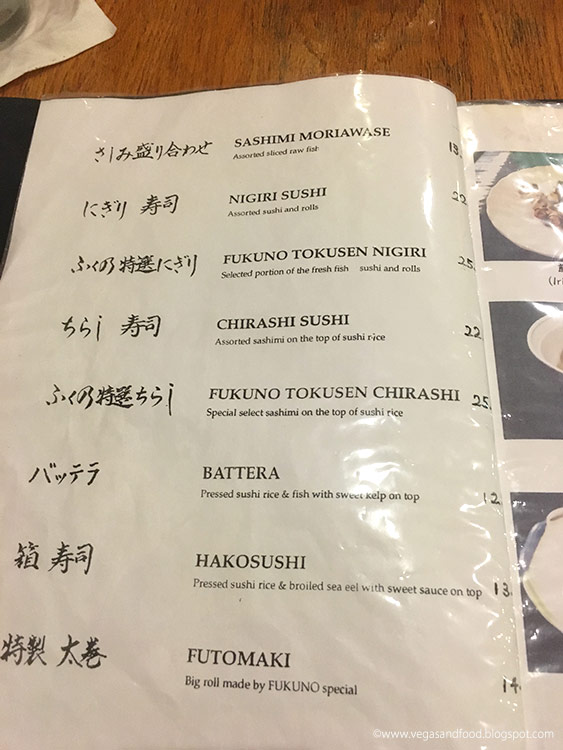 さしみ盛り合わせ SASHIMI MORIAWASE
Assorted sliced raw fish
にぎり 寿司 NIGIRI SUSHI 22
Assorted sushi and rolls
ふくの特選にぎり FUKUNO TOKUSEN NIGIRI 25.
Selected portion of the fresh fish sushi and rolls
ちらし 寿司 CHIRASHI SUSHI 22
Assorted sashimi on the top of sushi rice
ふくの特選ちらし FUKUNO TOKUSEN CHIRASHI 25.
Special select sashimi on the top of sushi rice
バッテラ BATTERA 12.
Pressed sushi rice & fish with sweet kelp on top
箱 寿司 HAKOSUSHI 13.
Pressed sushi rice & broiled sea eel with sweet sauce on top
特製 太巻 FUTOMAKI
Big roll made by FUKUNO special
©www.vegasandfood.blogspot.com